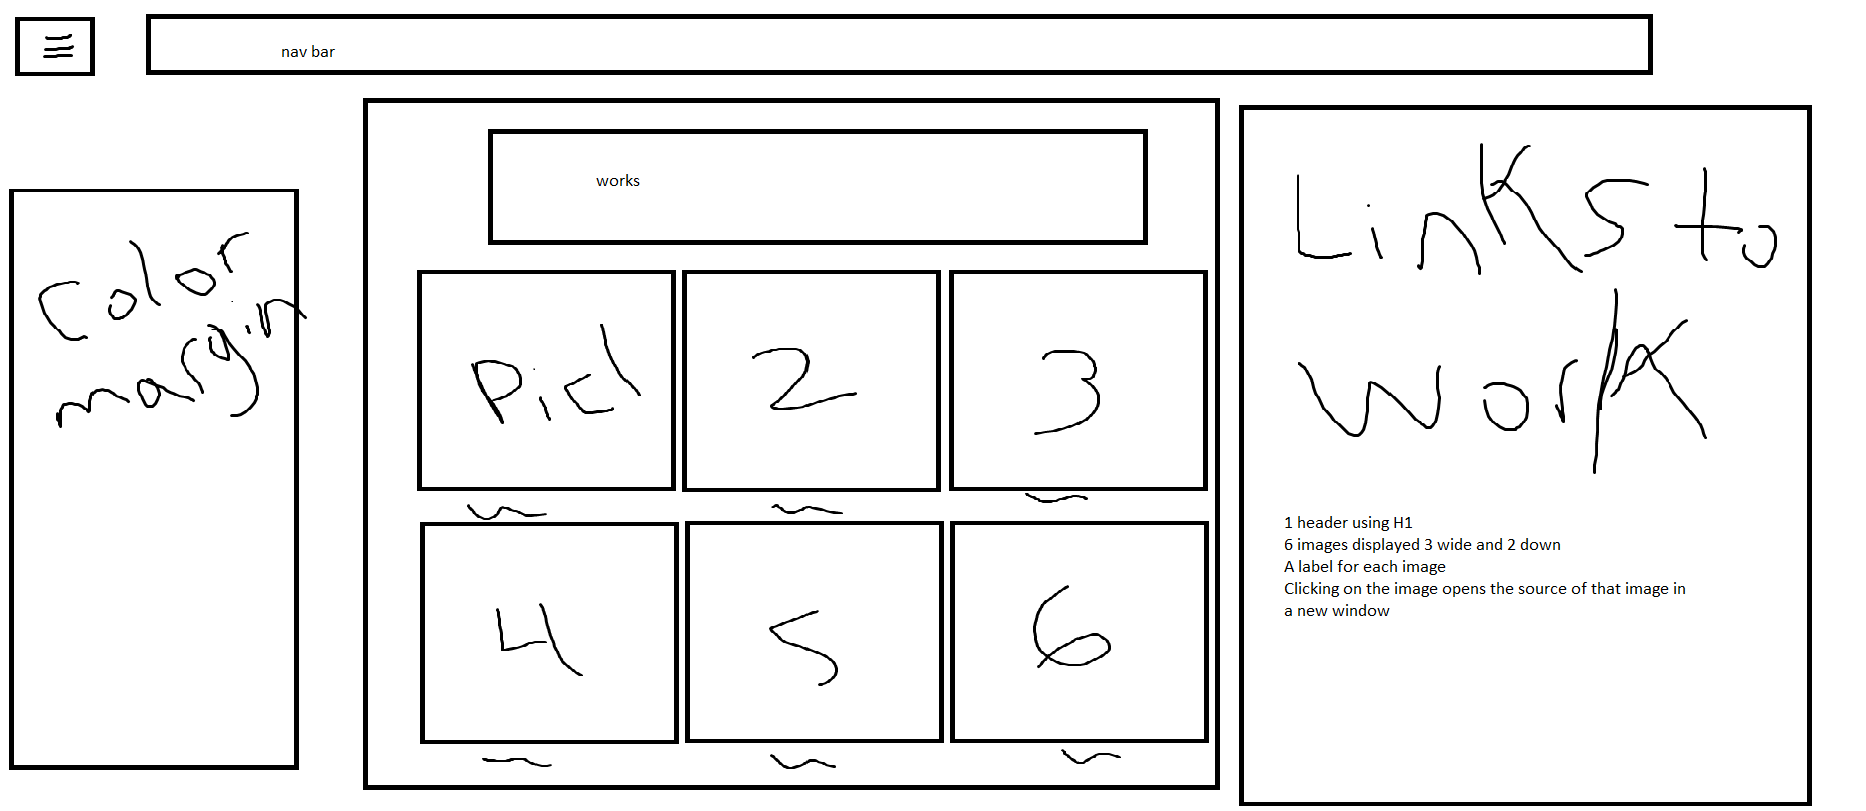 nav bar
works
Color
margin
Pic1
2
3
4
5
6
Links to
work
1 header using H1
6 images displayed 3 wide and 2 down
A label for each image
Clicking on the image opens the source of that image in
a new window